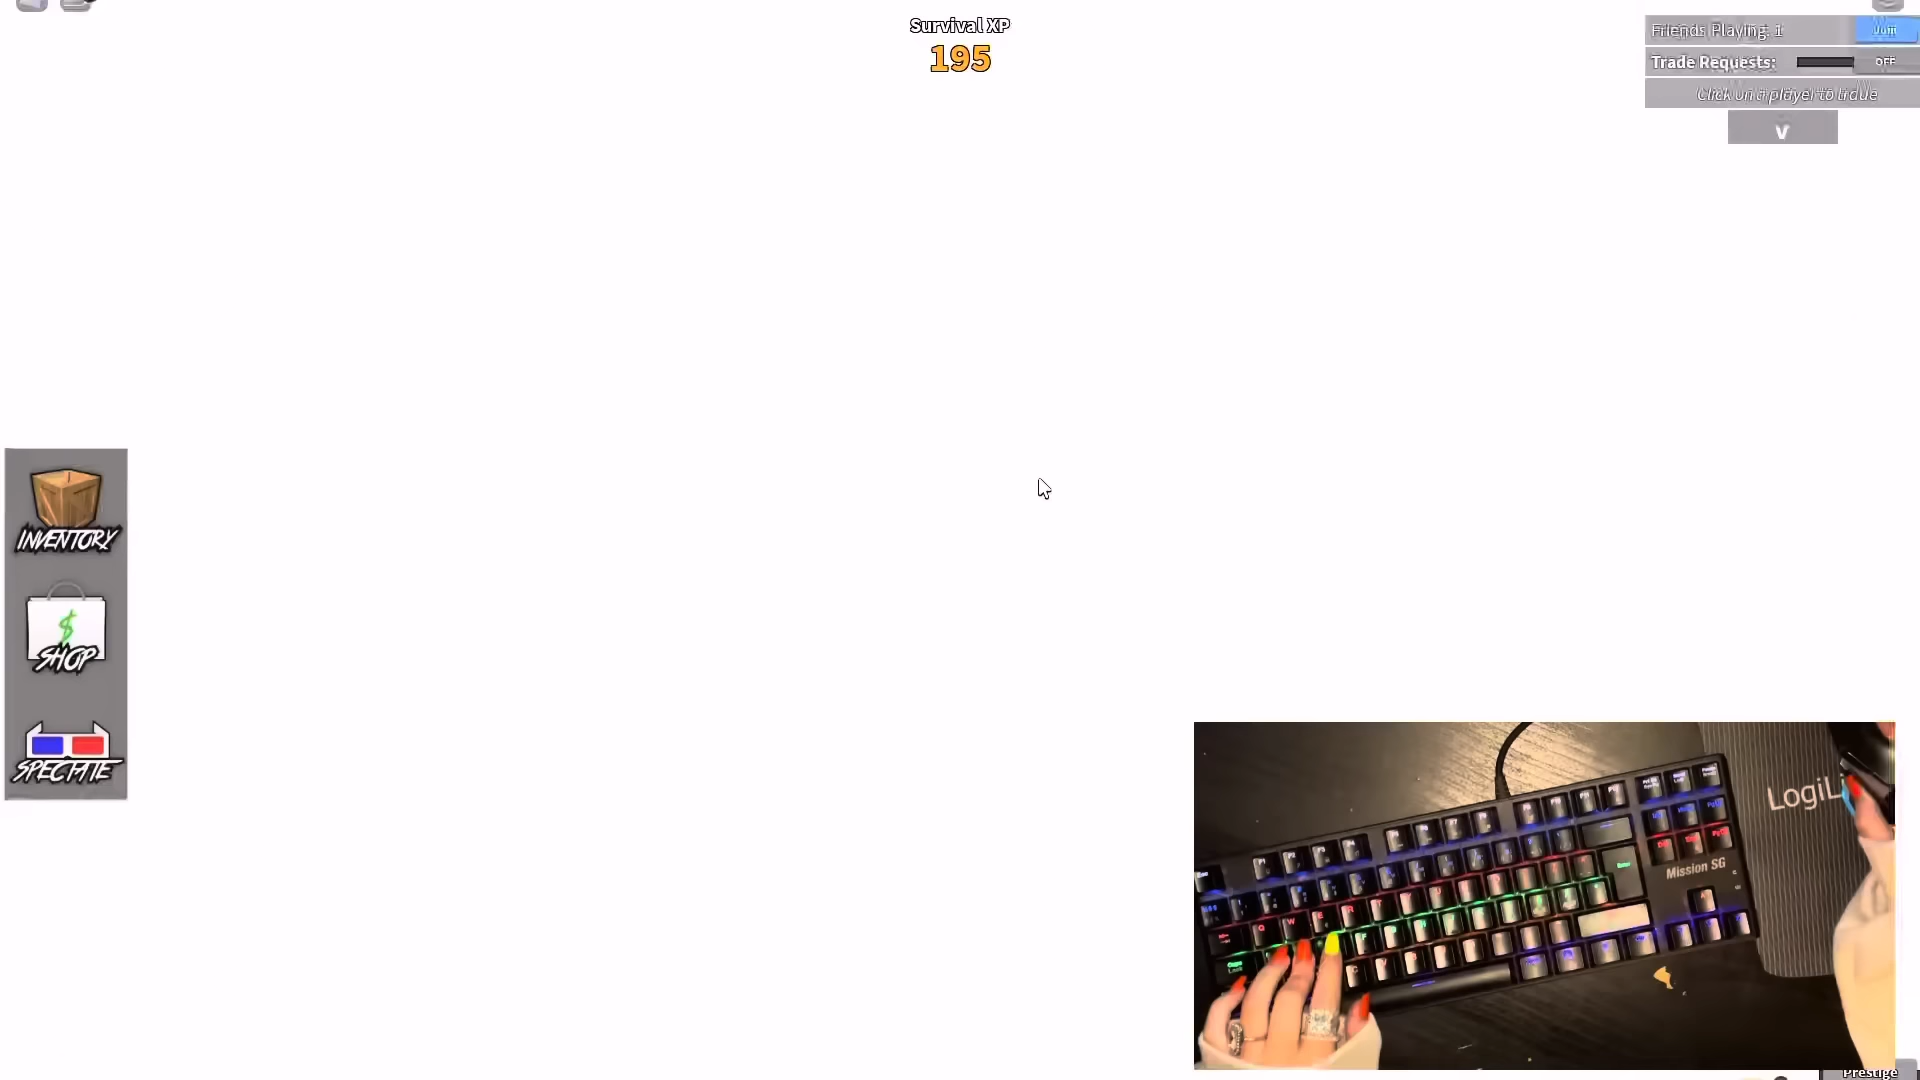 Survival XP
195
Friends Playing: 1
Join
Trade Requests:
OFF
Click on a player to trade
v
INVENTORY
SHOP
SPECTATE
LogiLi
Mission SG
Prestige